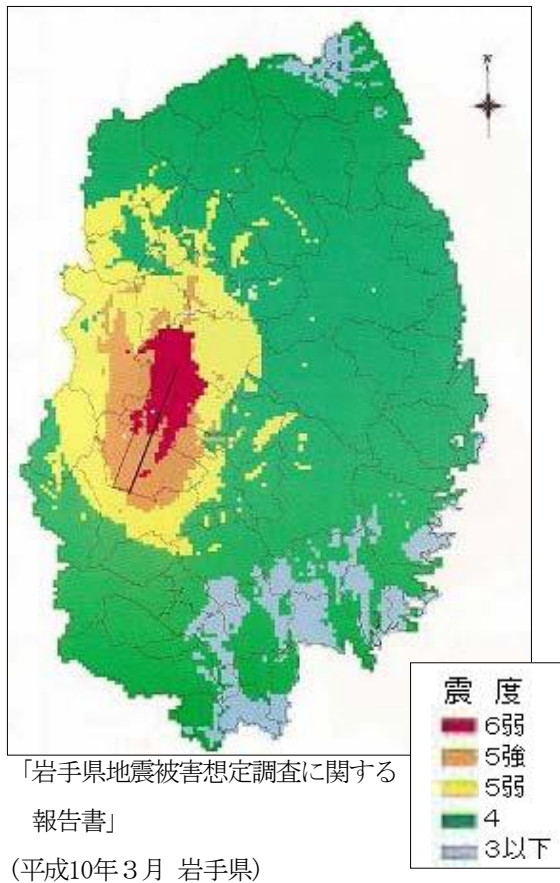 N
震 度
6弱
5強
5弱
4
3以下
「岩手県地震被害想定調査に関する
報告書」
(平成10年３月 岩手県)